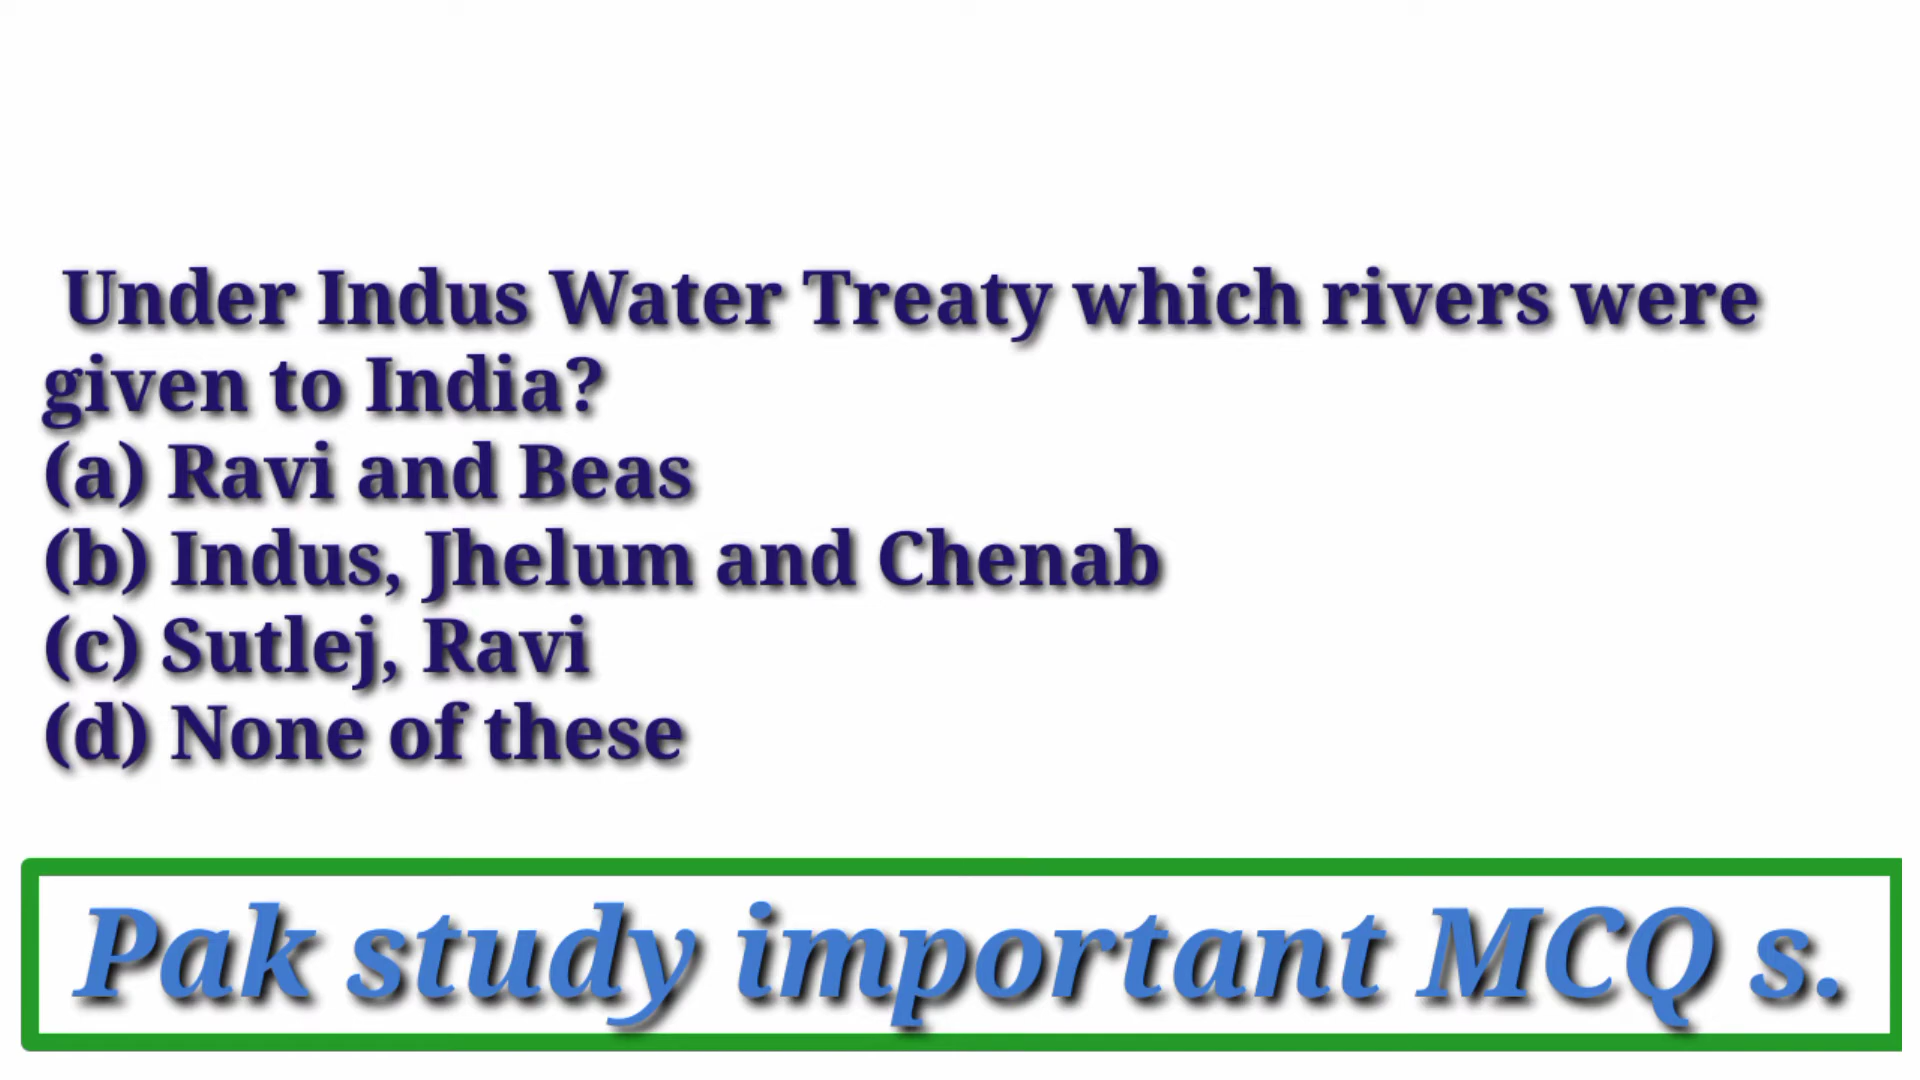 Under Indus Water Treaty which rivers were
given to India?
(a) Ravi and Beas
(b) Indus, Jhelum and Chenab
(c) Sutlej, Ravi
(d) None of these
Pak study important MCQ s.